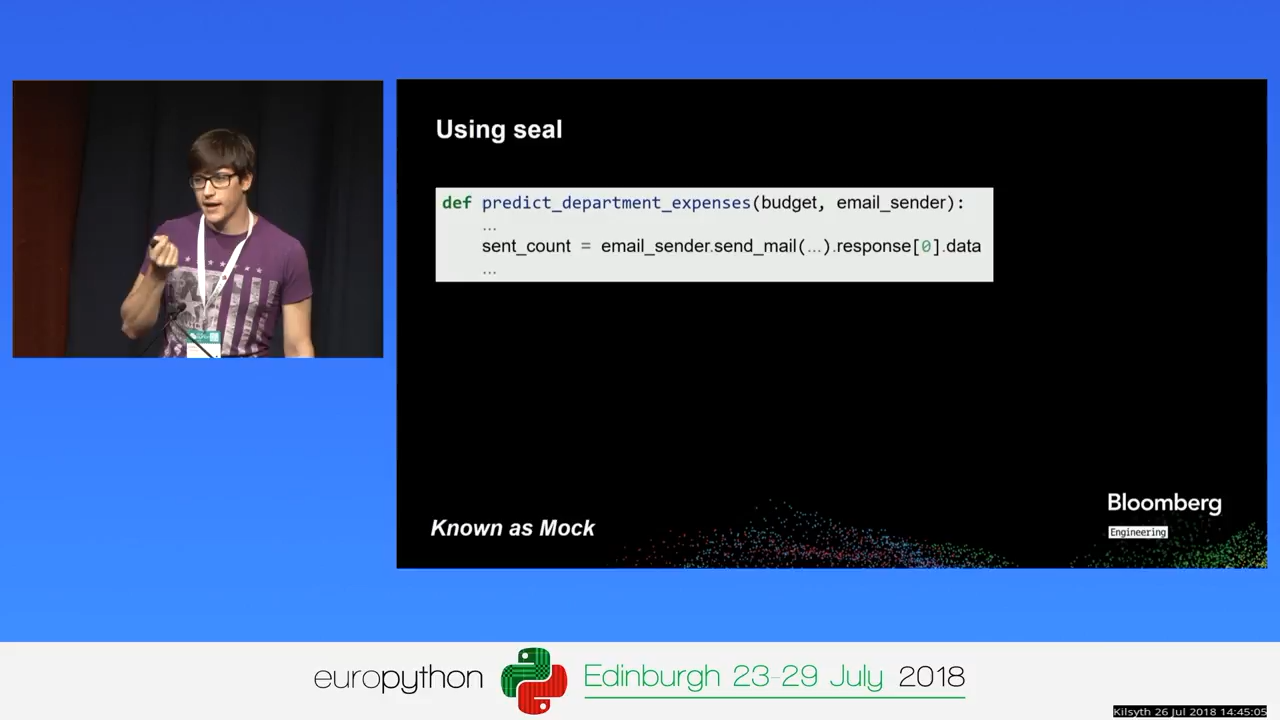 Using seal
def predict_department_expenses(budget, email_sender):
...
sent_count = email_sender.send_mail(...).response[0].data
...
Known as Mock
Bloomberg
Engineering
europython Edinburgh 23-29 July 2018
Kilsyth 26 Jul 2018 14:45:05